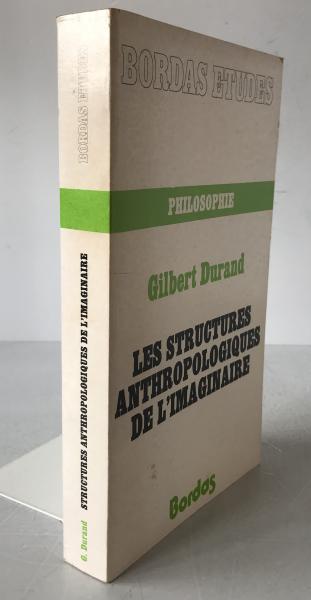 BORDAS ETUDES
PHILOSOPHIE
Gilbert Durand
LES STRUCTURES
ANTHROPOLOGIQUES
DE L'IMAGINAIRE
Bordas
G. Durand STRUCTURES ANTHROPOLOGIQUES DE L'IMAGINAIRE BORDAS ETUDES